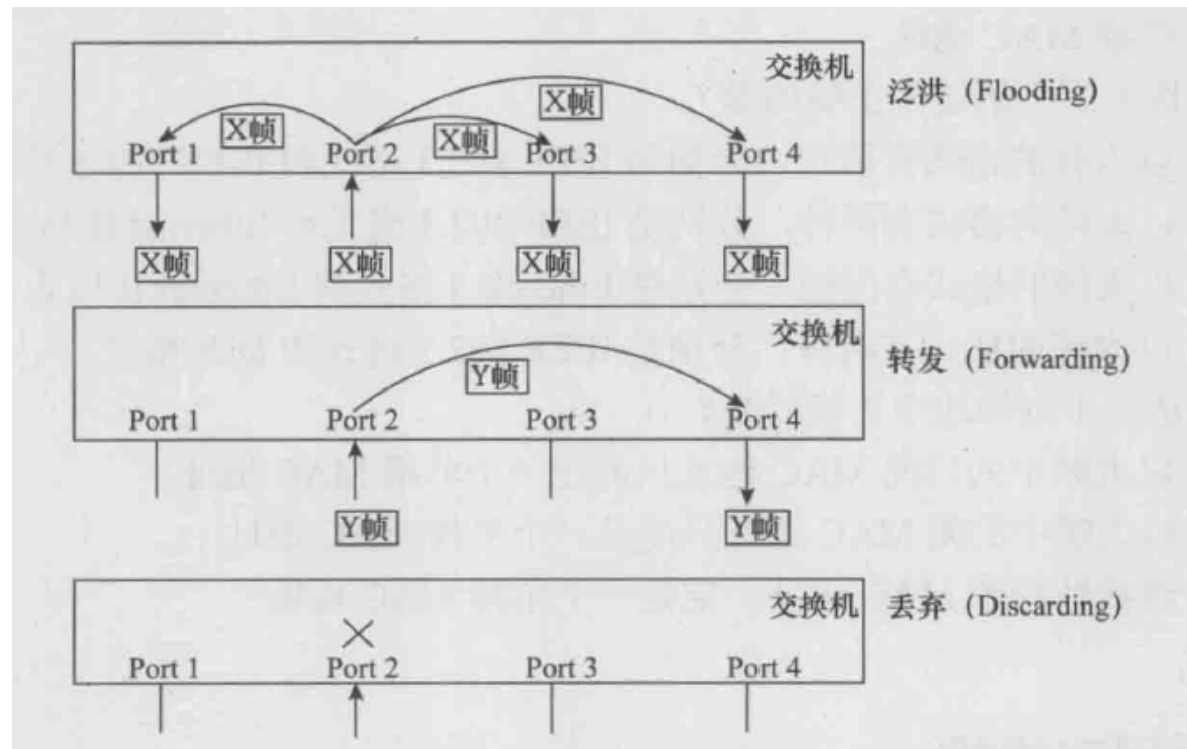 交换机
泛洪 (Flooding)
X帧
X帧
X帧
Port 1
Port 2
Port 3
Port 4
X帧
X帧
X帧
X帧
交换机
转发 (Forwarding)
Y帧
Port 1
Port 2
Port 3
Port 4
Y帧
Y帧
交换机
丢弃 (Discarding)
Port 1
Port 2
Port 3
Port 4